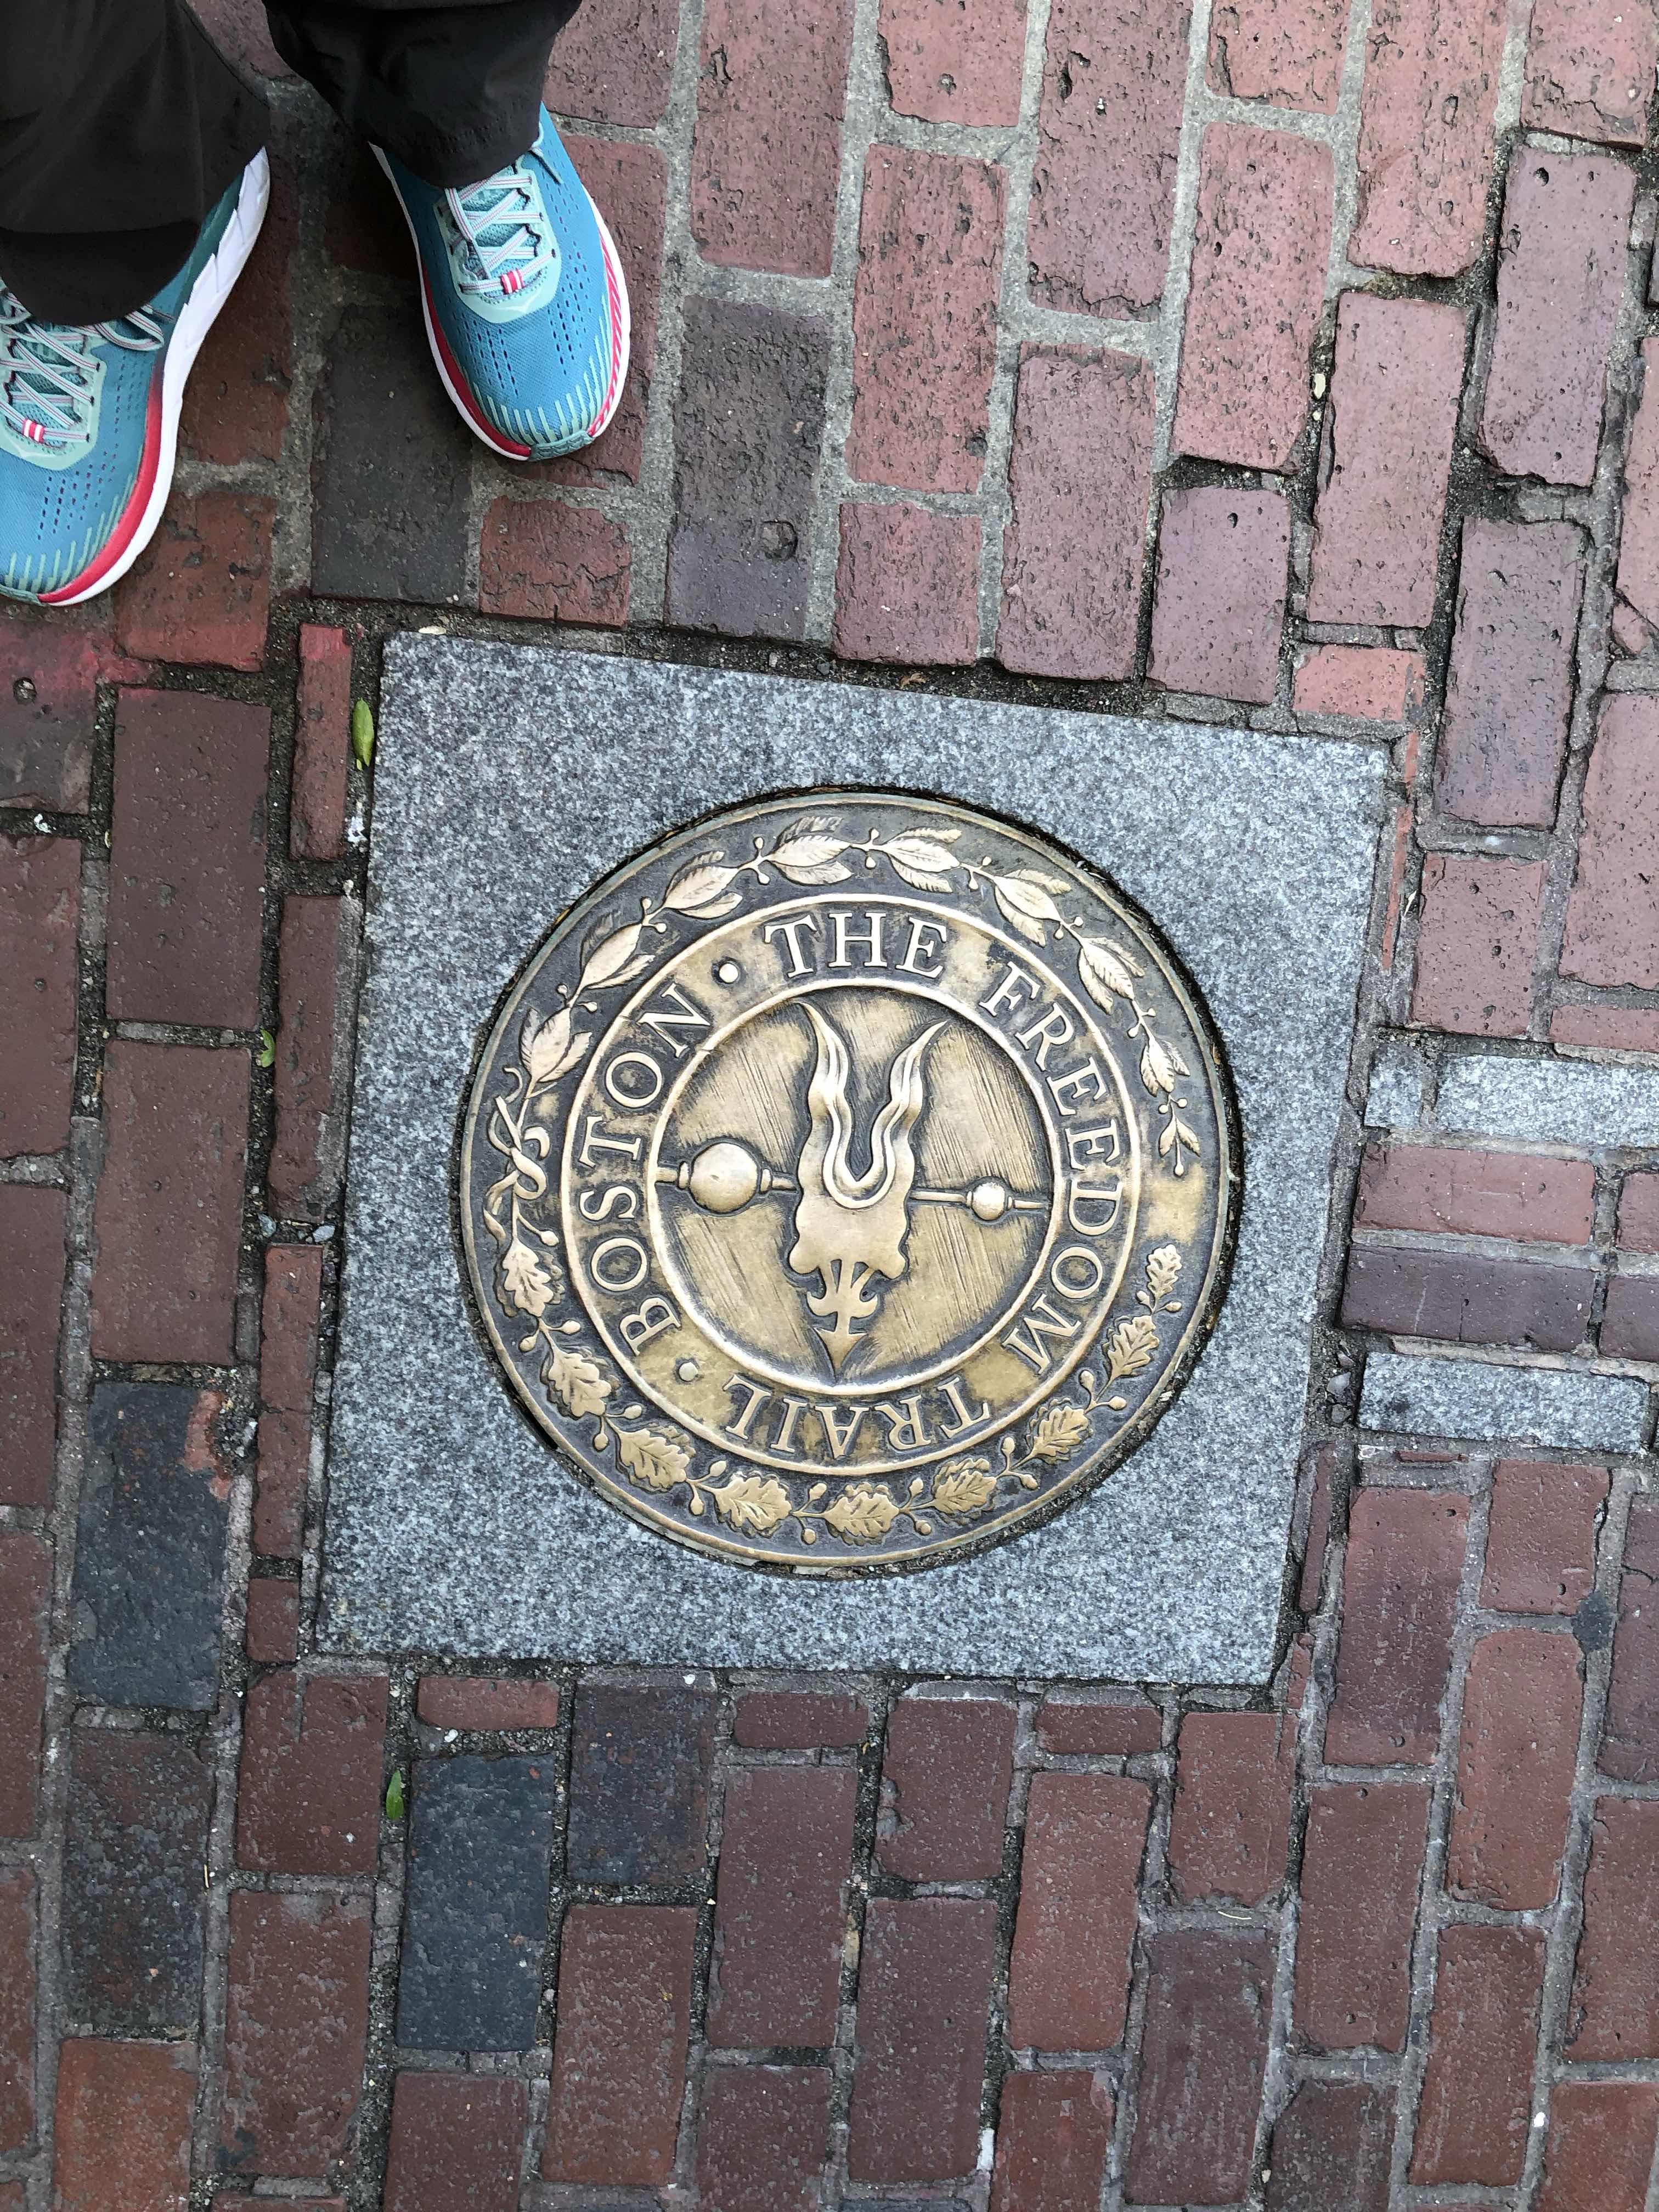 BOSTON • THE FREEDOM TRAIL •